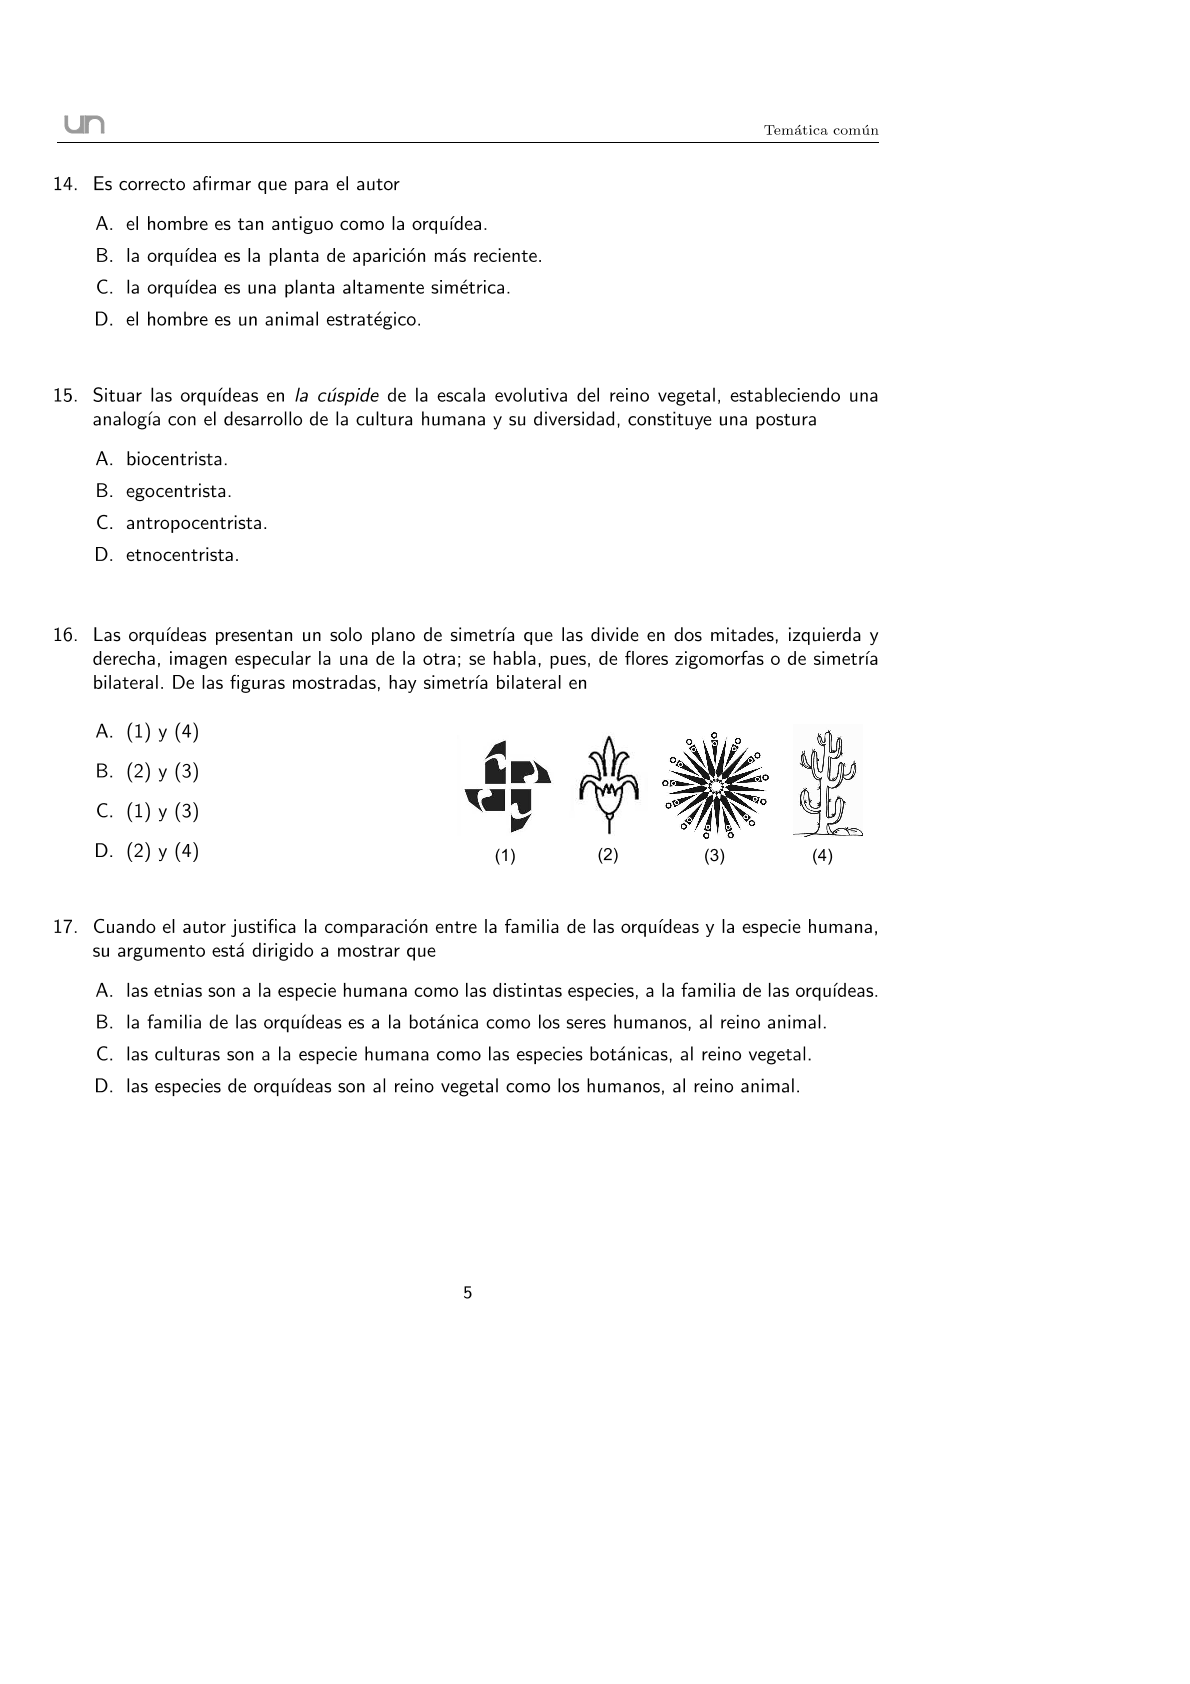 un
Temática común
14. Es correcto afirmar que para el autor
A. el hombre es tan antiguo como la orquídea.
B. la orquídea es la planta de aparición más reciente.
C. la orquídea es una planta altamente simétrica.
D. el hombre es un animal estratégico.
15. Situar las orquídeas en la cúspide de la escala evolutiva del reino vegetal, estableciendo una
analogía con el desarrollo de la cultura humana y su diversidad, constituye una postura
A. biocentrista.
B. egocentrista.
C. antropocentrista.
D. etnocentrista.
16. Las orquídeas presentan un solo plano de simetría que las divide en dos mitades, izquierda y
derecha, imagen especular la una de la otra; se habla, pues, de flores zigomorfas o de simetría
bilateral. De las figuras mostradas, hay simetría bilateral en
A. (1) y (4)
B. (2) y (3)
C. (1) y (3)
D. (2) y (4)
(1) (2) (3) (4)
17. Cuando el autor justifica la comparación entre la familia de las orquídeas y la especie humana,
su argumento está dirigido a mostrar que
A. las etnias son a la especie humana como las distintas especies, a la familia de las orquídeas.
B. la familia de las orquídeas es a la botánica como los seres humanos, al reino animal.
C. las culturas son a la especie humana como las especies botánicas, al reino vegetal.
D. las especies de orquídeas son al reino vegetal como los humanos, al reino animal.
5